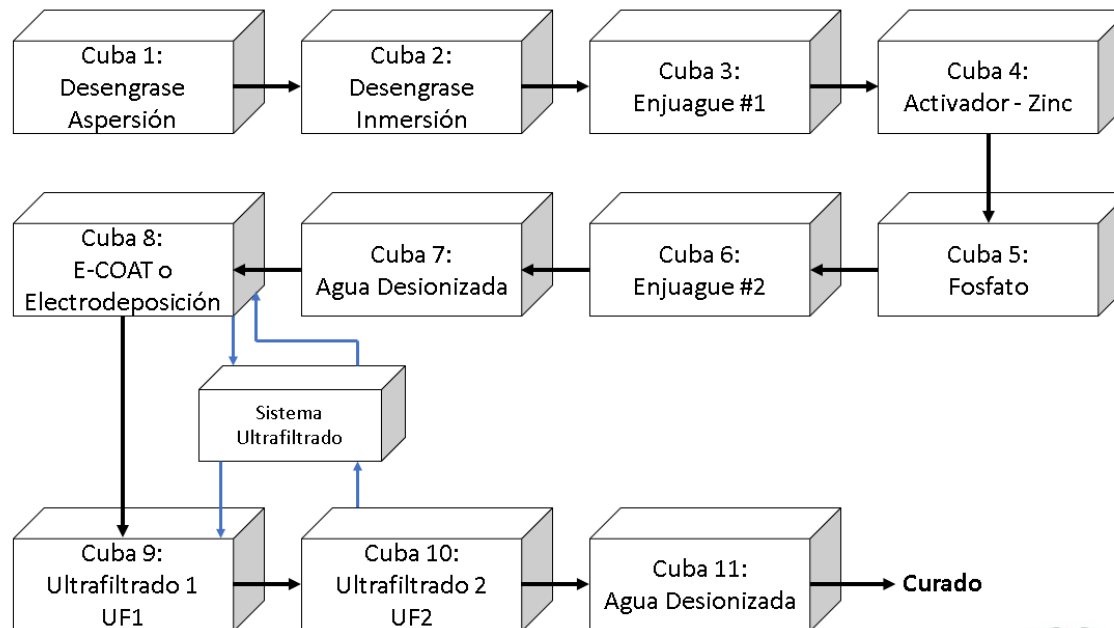 Cuba 1:
Desengrase
Aspersión
Cuba 2:
Desengrase
Inmersión
Cuba 3:
Enjuague #1
Cuba 4:
Activador - Zinc
Cuba 8:
E-COAT o
Electrodeposición
Cuba 7:
Agua Desionizada
Cuba 6:
Enjuague #2
Cuba 5:
Fosfato
Sistema
Ultrafiltrado
Cuba 9:
Ultrafiltrado 1
UF1
Cuba 10:
Ultrafiltrado 2
UF2
Cuba 11:
Agua Desionizada
Curado